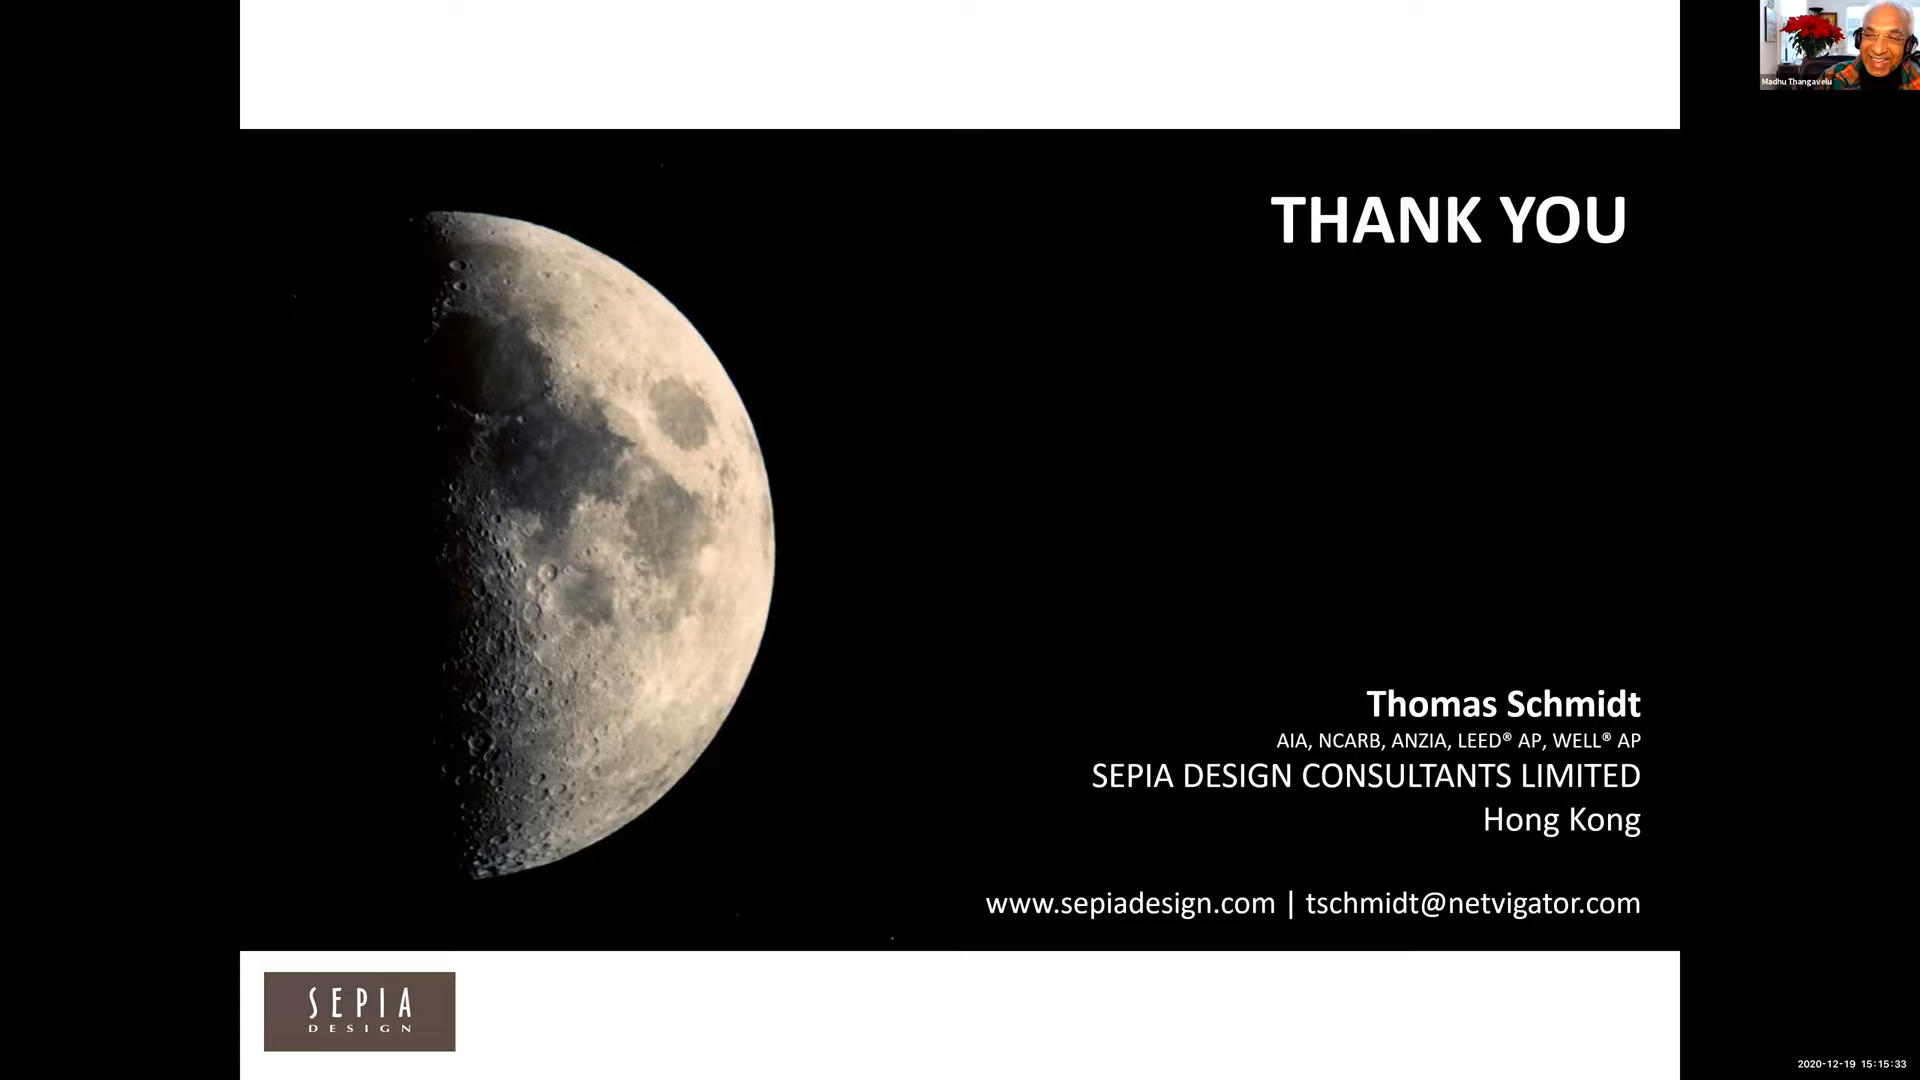 Madhu Thangavelu
THANK YOU
Thomas Schmidt
AIA, NCARB, ANZIA, LEED® AP, WELL® AP
SEPIA DESIGN CONSULTANTS LIMITED
Hong Kong
www.sepiadesign.com | tschmidt@netvigator.com
SEPIA
DESIGN
2020-12-19 15:15:33